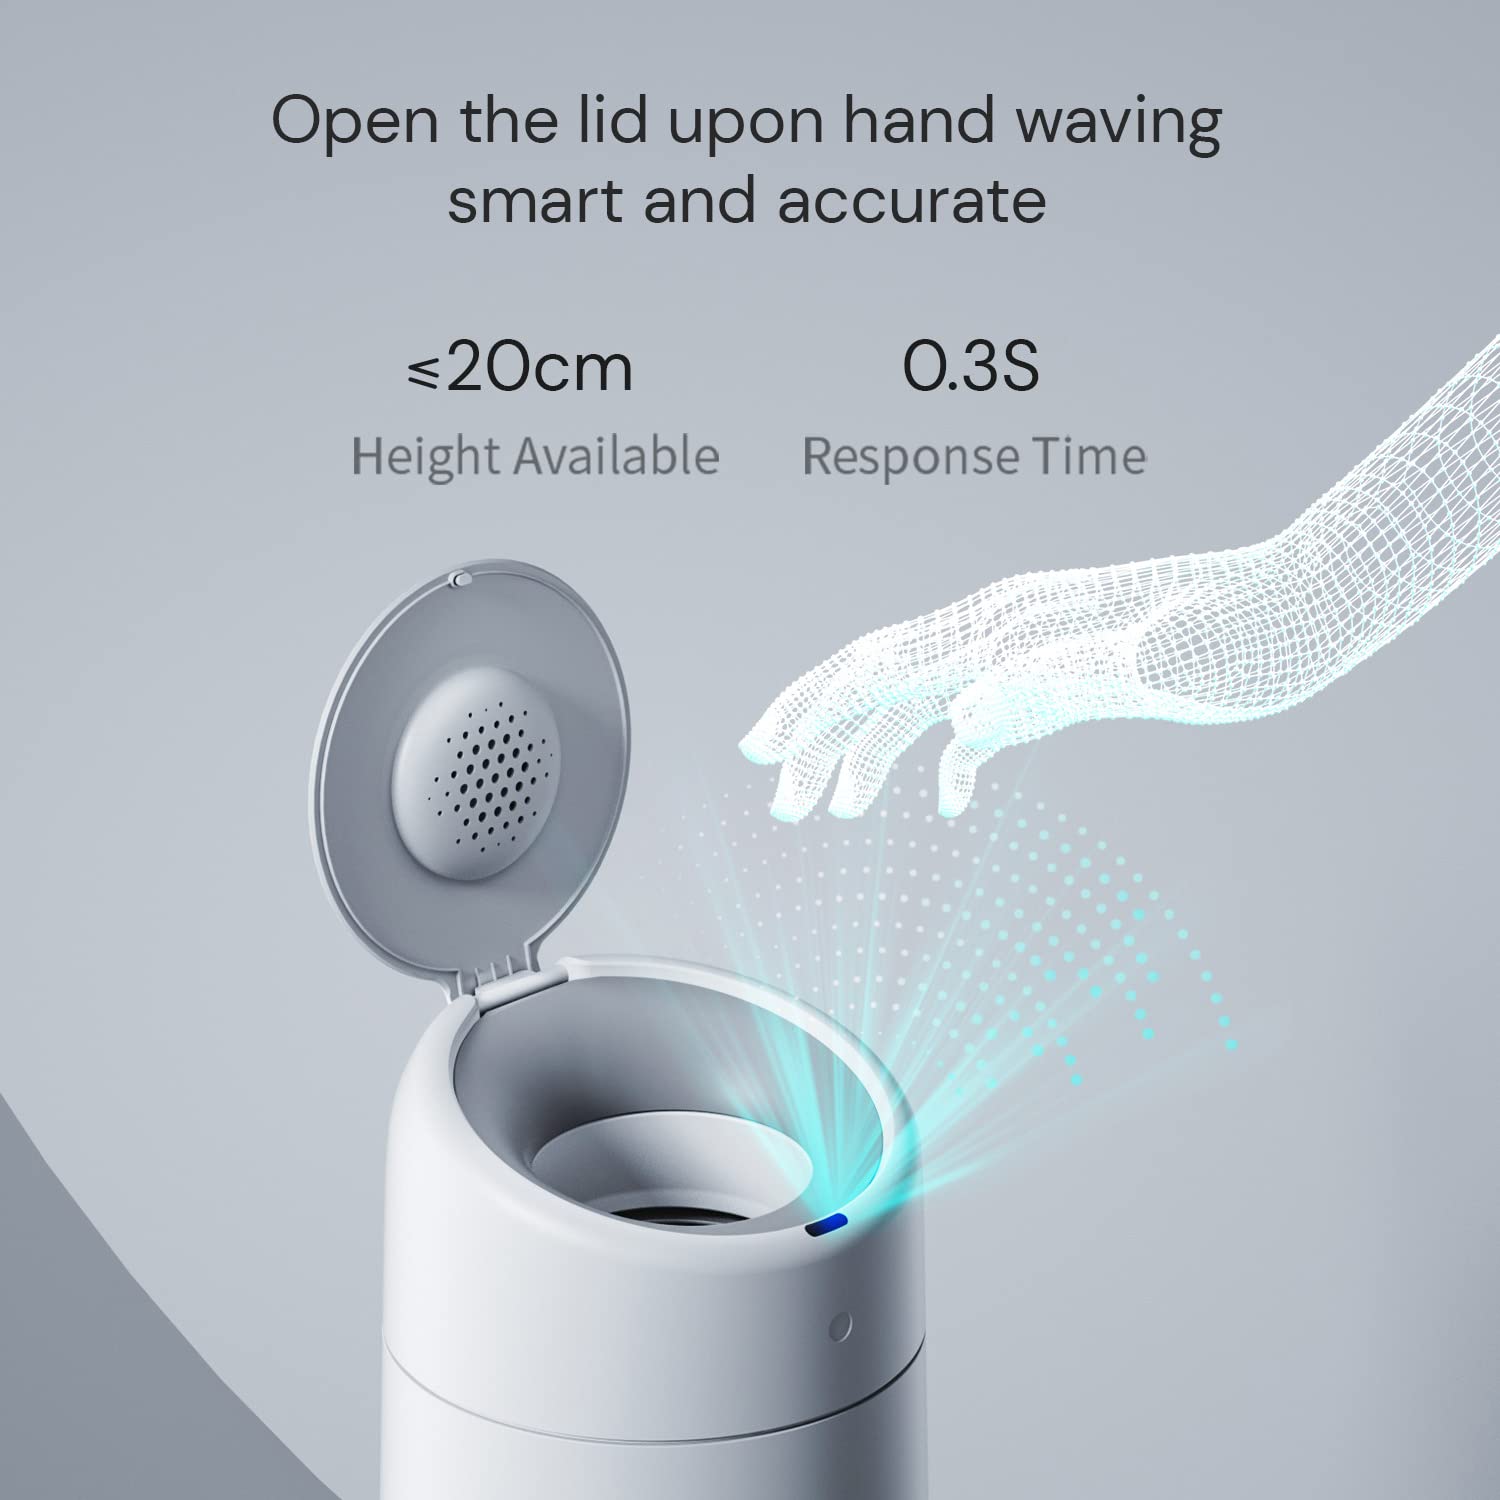 Open the lid upon hand waving
smart and accurate
⩽20cm 0.3S
Height Available Response Time